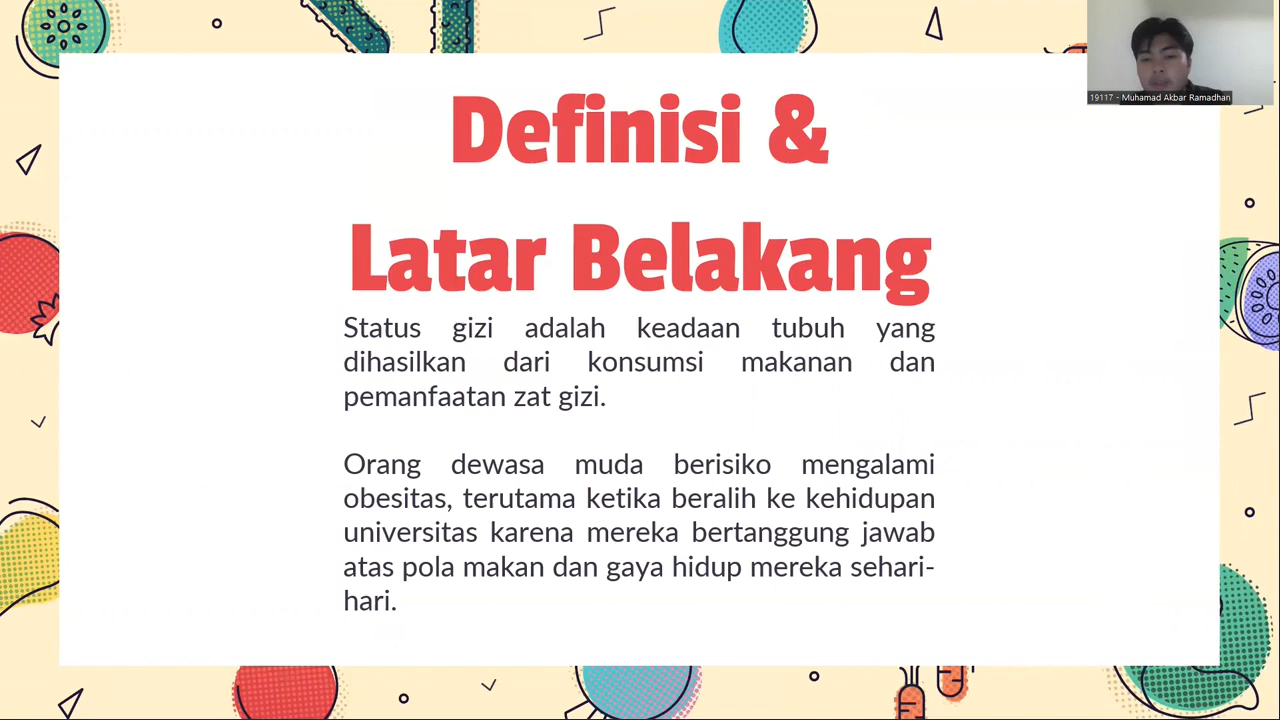 Definisi &
Latar Belakang
Status gizi adalah keadaan tubuh yang
dihasilkan dari konsumsi makanan dan
pemanfaatan zat gizi.
Orang dewasa muda berisiko mengalami
obesitas, terutama ketika beralih ke kehidupan
universitas karena mereka bertanggung jawab
atas pola makan dan gaya hidup mereka sehari-
hari.
19117 - Muhamad Akbar Ramadhan